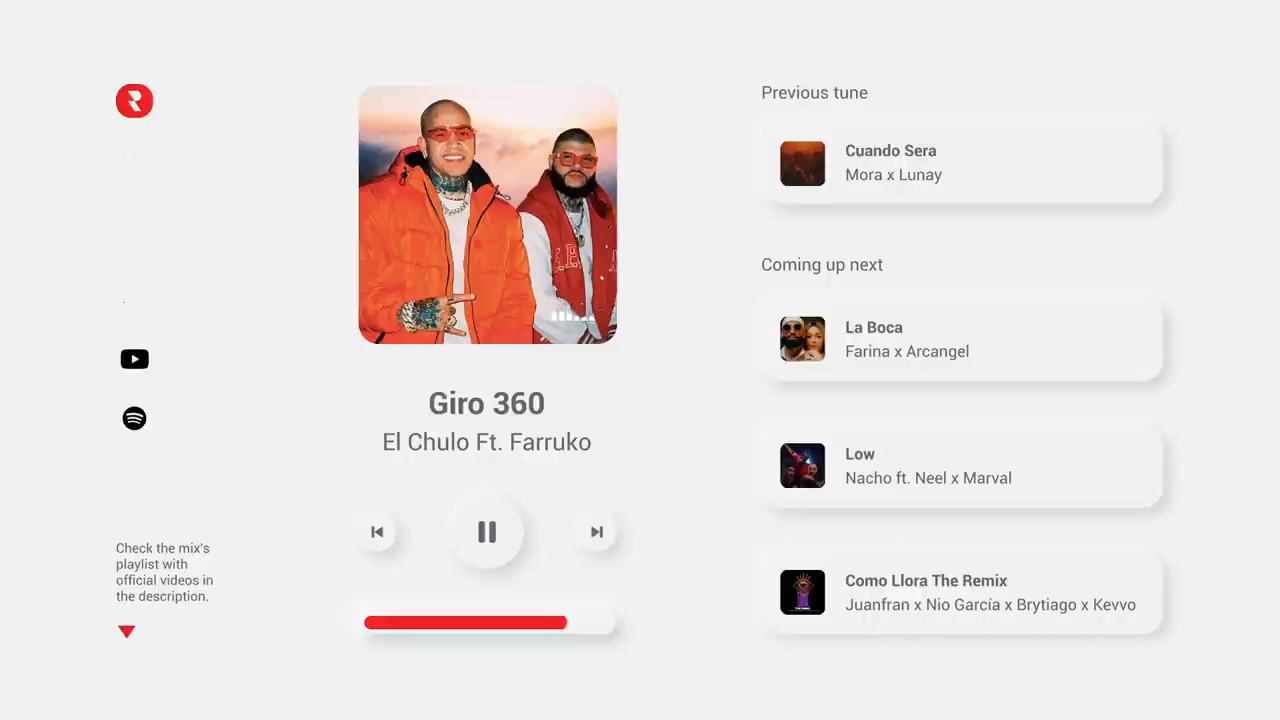 Previous tune
Cuando Sera
Mora x Lunay
Coming up next
La Boca
Farina x Arcangel
Giro 360
El Chulo Ft. Farruko
Low
Nacho ft. Neel x Marval
Check the mix's
playlist with
official videos in
the description.
Como Llora The Remix
Juanfran x Nio García x Brytiago x Kevvo